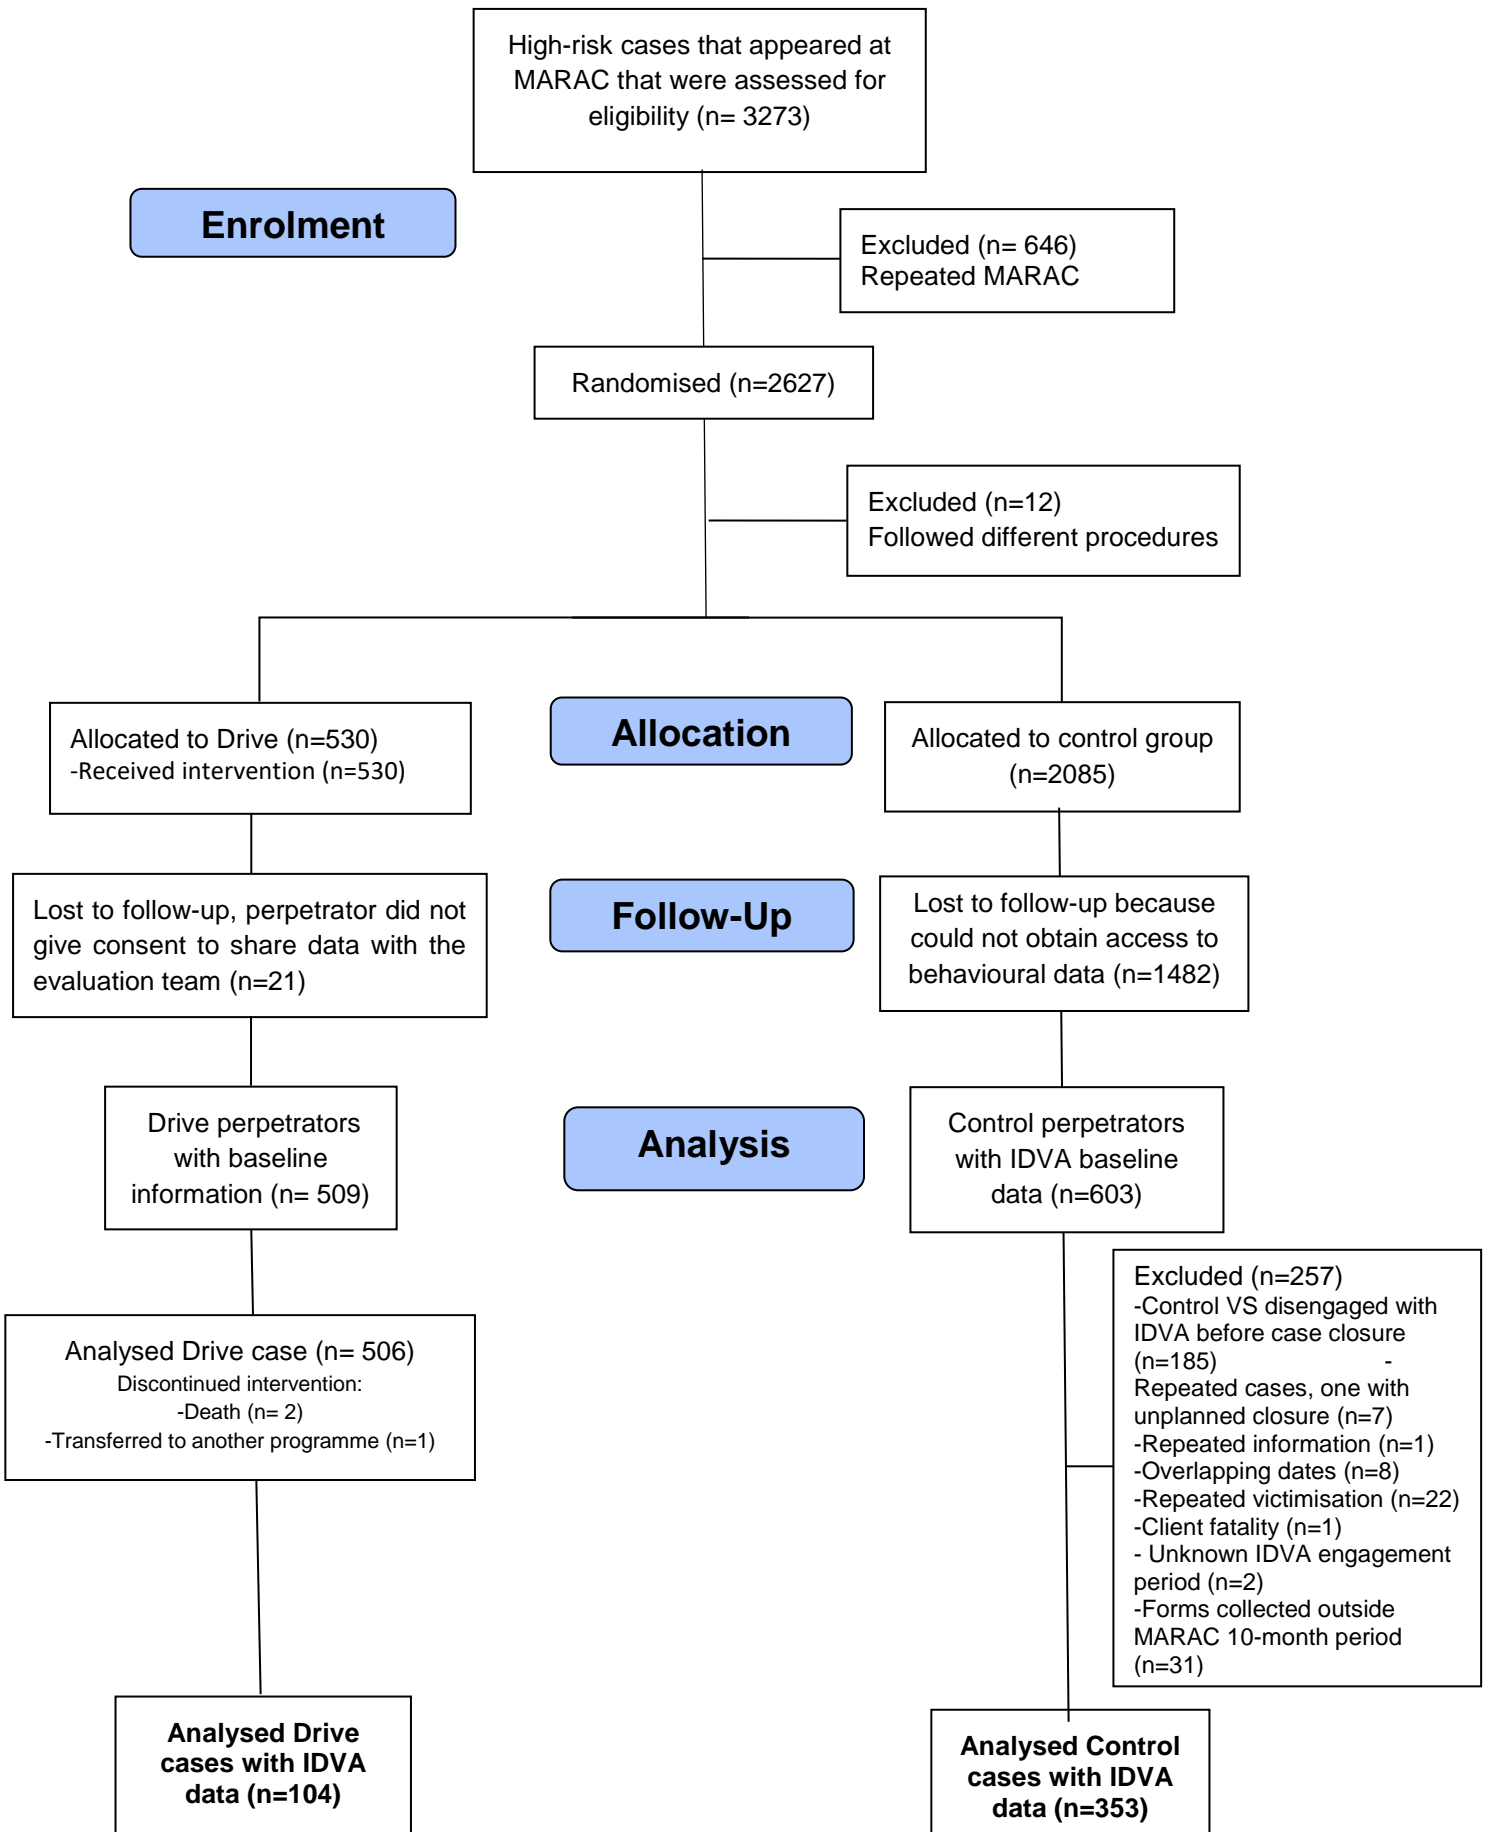 High-risk cases that appeared at
MARAC that were assessed for
eligibility (n= 3273)
Enrolment
Excluded (n= 646)
Repeated MARAC
Randomised (n=2627)
Excluded (n=12)
Followed different procedures
Allocated to Drive (n=530)
-Received intervention (n=530)
Allocation
Allocated to control group
(n=2085)
Lost to follow-up, perpetrator did not
give consent to share data with the
evaluation team (n=21)
Follow-Up
Lost to follow-up because
could not obtain access to
behavioural data (n=1482)
Drive perpetrators
with baseline
information (n= 509)
Analysis
Control perpetrators
with IDVA baseline
data (n=603)
Excluded (n=257)
-Control VS disengaged with
IDVA before case closure
(n=185) -
Repeated cases, one with
unplanned closure (n=7)
-Repeated information (n=1)
-Overlapping dates (n=8)
-Repeated victimisation (n=22)
-Client fatality (n=1)
- Unknown IDVA engagement
period (n=2)
-Forms collected outside
MARAC 10-month period
(n=31)
Analysed Drive case (n= 506)
Discontinued intervention:
-Death (n= 2)
-Transferred to another programme (n=1)
Analysed Drive
cases with IDVA
data (n=104)
Analysed Control
cases with IDVA
data (n=353)